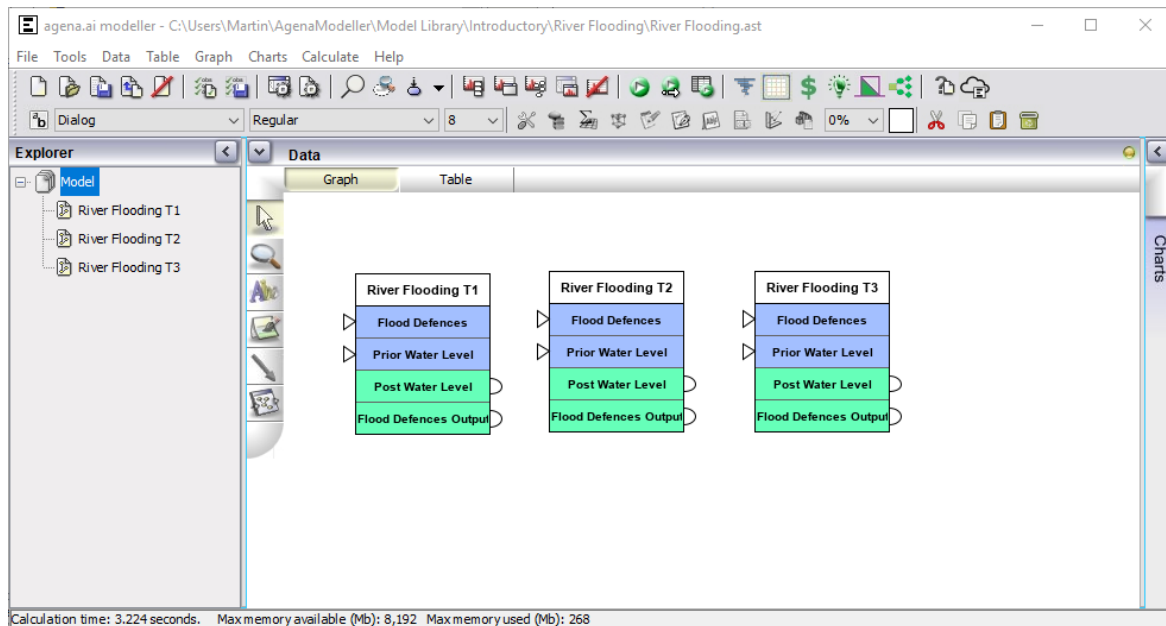 agena.ai modeller - C:\Users\Martin\AgenaModeller\Model Library\Introductory\River Flooding\River Flooding.ast
File Tools Data Table Graph Charts Calculate Help
Dialog Regular 8 0%
Explorer
Model
River Flooding T1
River Flooding T2
River Flooding T3
Data
Graph Table
Abc
River Flooding T1
Flood Defences
Prior Water Level
Post Water Level
Flood Defences Output
River Flooding T2
Flood Defences
Prior Water Level
Post Water Level
Flood Defences Output
River Flooding T3
Flood Defences
Prior Water Level
Post Water Level
Flood Defences Output
Charts
Calculation time: 3.224 seconds. Max memory available (Mb): 8,192 Max memory used (Mb): 268